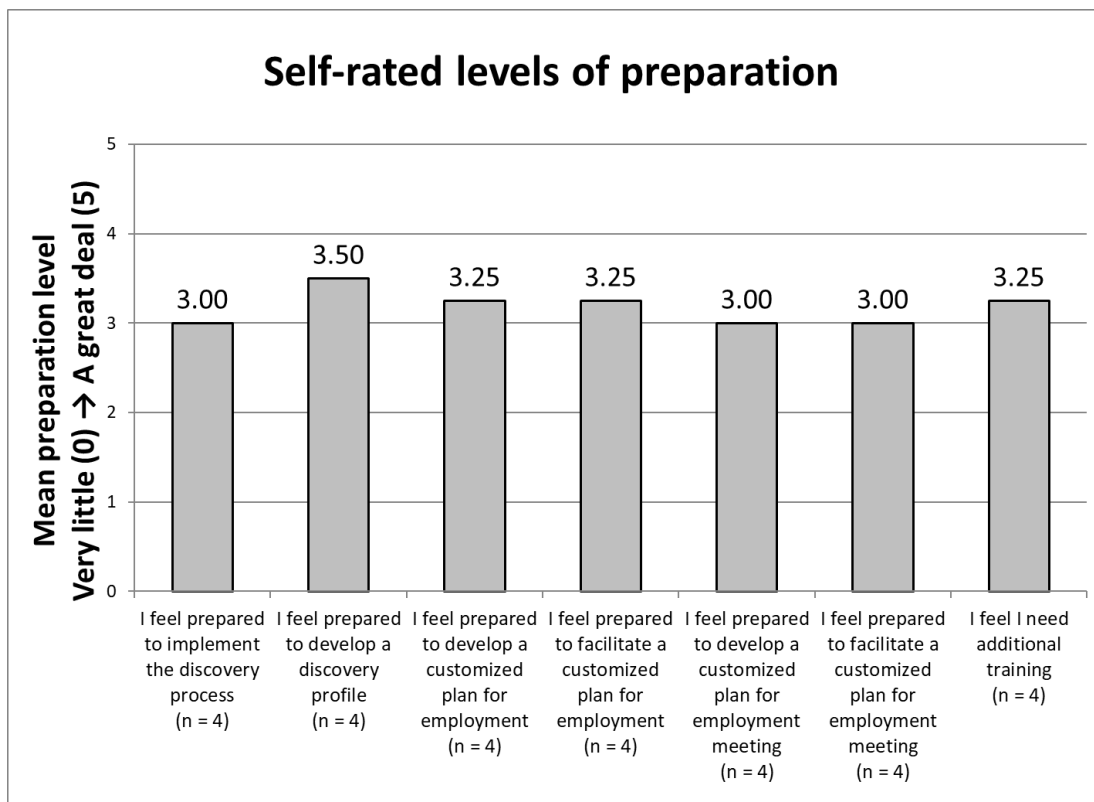 Self-rated levels of preparation
Mean preparation level
Very little (0) → A great deal (5)
5
4
3
2
1
0
3.00
3.50
3.25
3.25
3.00
3.00
3.25
I feel prepared
to implement
the discovery
process
(n = 4)
I feel prepared
to develop a
discovery
profile
(n = 4)
I feel prepared
to develop a
customized
plan for
employment
(n = 4)
I feel prepared
to facilitate a
customized
plan for
employment
(n = 4)
I feel prepared
to develop a
customized
plan for
employment
meeting
(n = 4)
I feel prepared
to facilitate a
customized
plan for
employment
meeting
(n = 4)
I feel I need
additional
training
(n = 4)